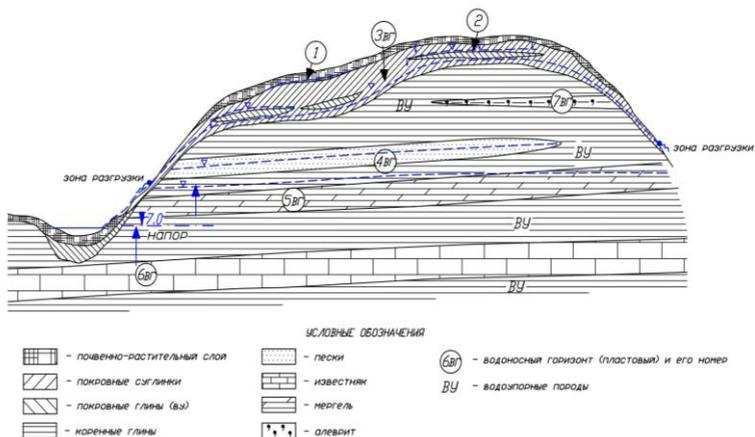 1
3вг
2
ВУ
7вг
ВУ
зона разгрузки
4вг
зона разгрузки
5вг
7.0
ВУ
НАПОР
6вг
ВУ
УСЛОВНЫЕ ОБОЗНАЧЕНИЯ
- почвенно-растительный слой
- покровные суглинки
- покровные глины (ВУ)
- коренные глины
- пески
- известняк
- мергель
- алеврит
6вг - водоносный горизонт (пластовый) и его номер
ВУ - водоупорные породы